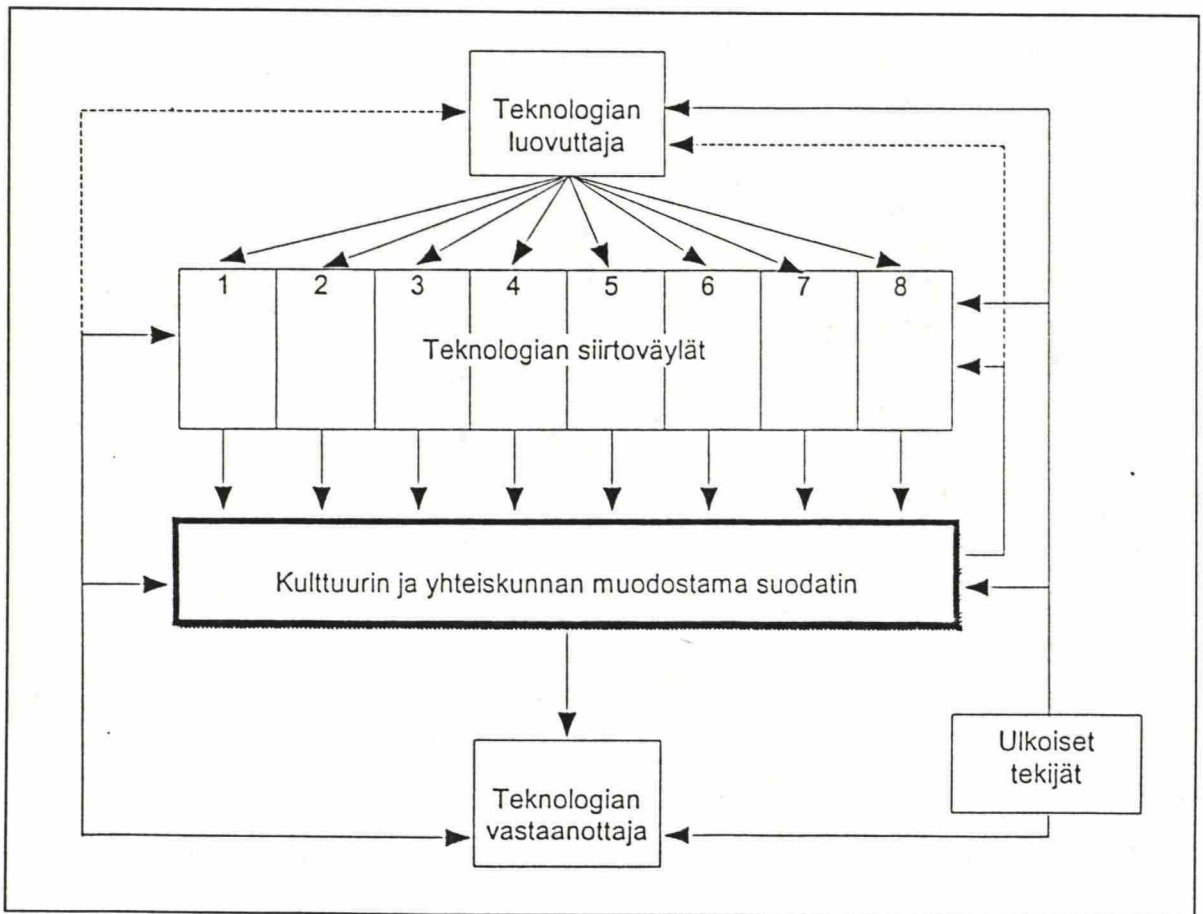 Teknologian
luovuttaja
1 2 3 4 5 6 7 8
Teknologian siirtoväylät
Kulttuurin ja yhteiskunnan muodostama suodatin
Ulkoiset
tekijät
Teknologian
vastaanottaja